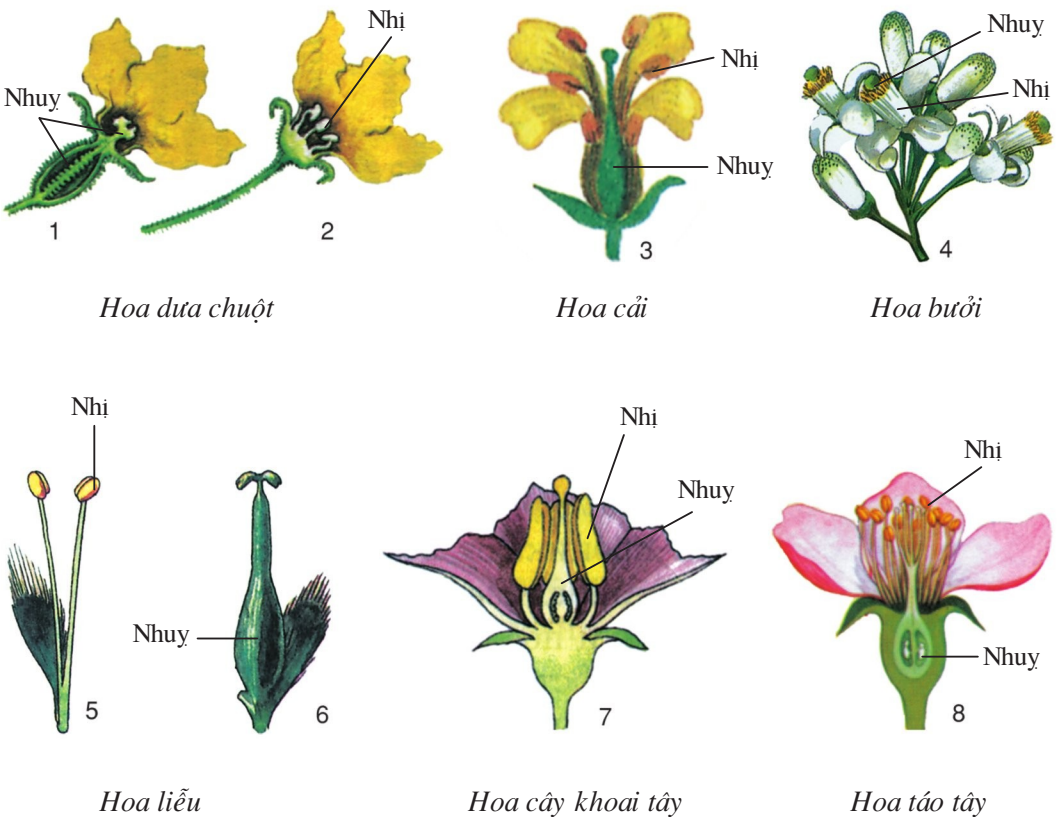 Nhị
Nhuỵ
1
2
Hoa dưa chuột
Nhị
Nhuỵ
3
Hoa cải
Nhuỵ
Nhị
4
Hoa bưởi
Nhị
5
Nhuỵ
6
Hoa liễu
Nhị
Nhuỵ
7
Hoa cây khoai tây
Nhị
Nhuỵ
8
Hoa táo tây